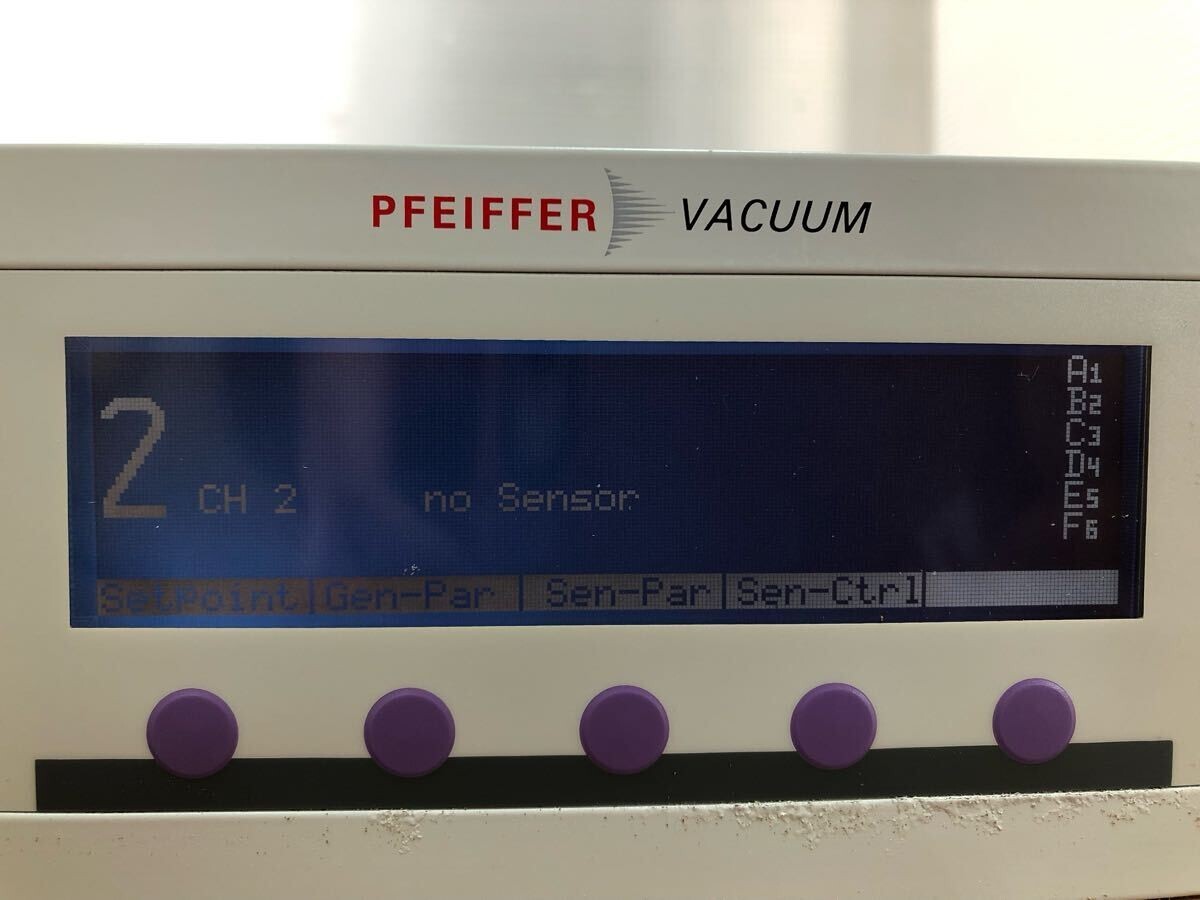 PFEIFFER VACUUM
A1
B2
C3
D4
E5
F6
2 CH 2 no Sensor
SetPoint Gen-Par Sen-Par Sen-Ctrl